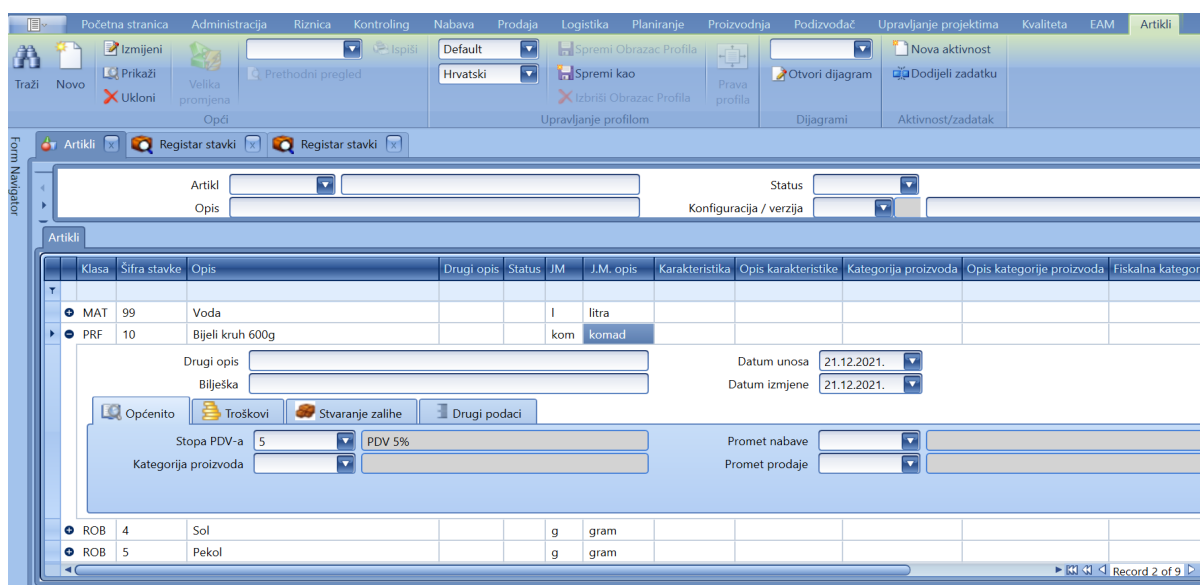 Početna stranica Administracija Riznica Kontroling Nabava Prodaja Logistika Planiranje Proizvodnja Podizvođač Upravljanje projektima Kvaliteta EAM Artikli
Traži Novo Izmijeni Prikaži Ukloni Velika promjena Prethodni pregled Ispiši
Opći
Default Hrvatski Spremi Obrazac Profila Spremi kao Izbriši Obrazac Profila Prava profila
Upravljanje profilom
Otvori dijagram
Dijagrami
Nova aktivnost Dodijeli zadatku
Aktivnost/zadatak
Form Navigator
Artikli Registar stavki Registar stavki
Artikl Status
Opis Konfiguracija / verzija
Artikli
Klasa Šifra stavke Opis Drugi opis Status JM J.M. opis Karakteristika Opis karakteristike Kategorija proizvoda Opis kategorije proizvoda Fiskalna kategor
MAT 99 Voda l litra
PRF 10 Bijeli kruh 600g kom komad
Drugi opis Datum unosa 21.12.2021.
Bilješka Datum izmjene 21.12.2021.
Općenito Troškovi Stvaranje zalihe Drugi podaci
Stopa PDV-a 5 PDV 5% Promet nabave
Kategorija proizvoda Promet prodaje
ROB 4 Sol g gram
ROB 5 Pekol g gram
Record 2 of 9